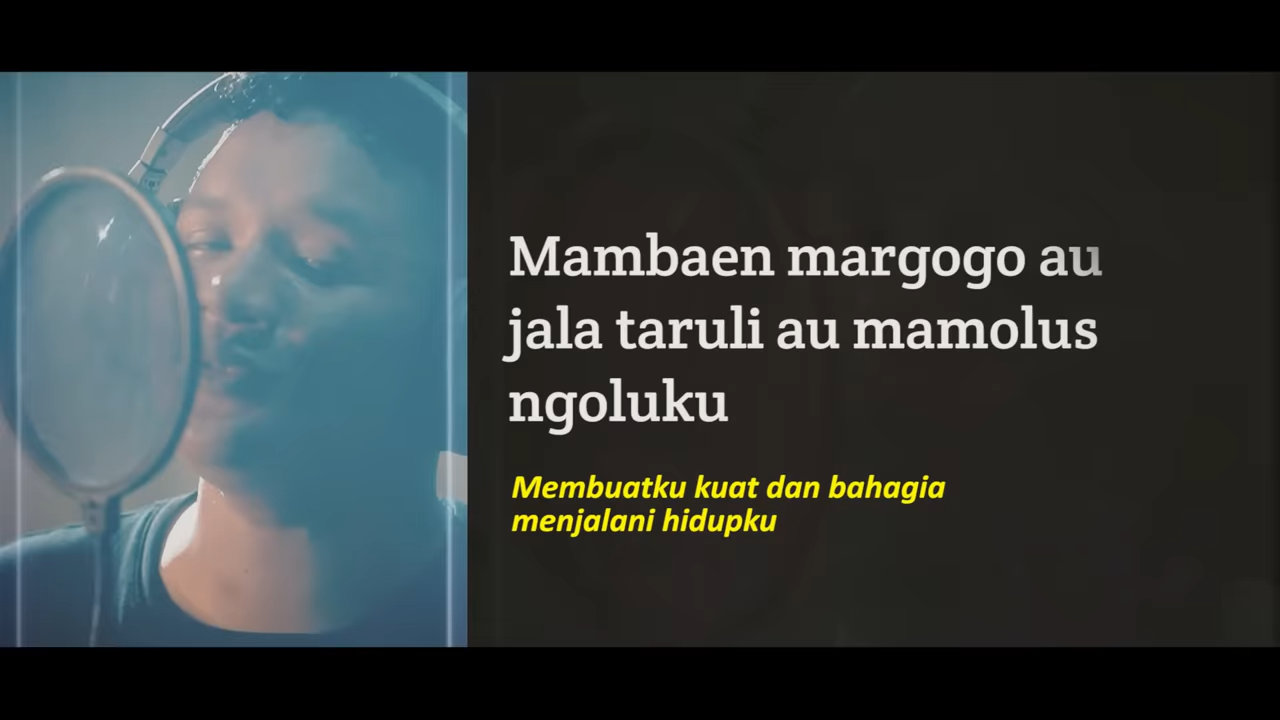 Mambaen margogo au
jala taruli au mamolus
ngoluku
Membuatku kuat dan bahagia
menjalani hidupku